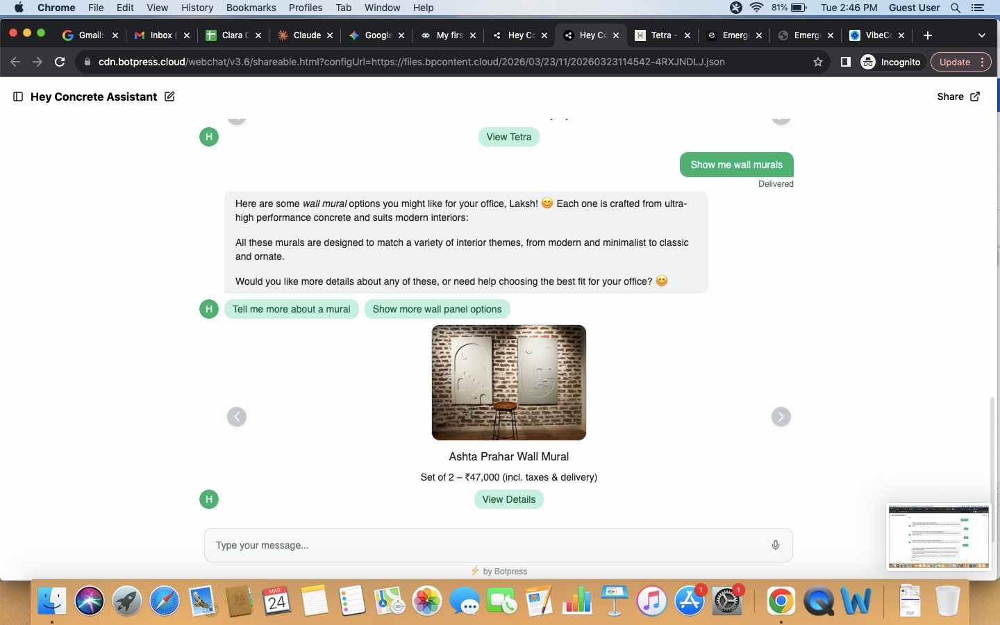 Chrome File Edit View History Bookmarks Profiles Tab Window Help 81% Tue 2:46 PM Guest User
Gmail: Inbox ( Clara C Claude Google My firs Hey Co Hey Co Tetra - Emerg Emerg VibeCo
cdn.botpress.cloud/webchat/v3.6/shareable.html?configUrl=https://files.bpcontent.cloud/2026/03/23/11/20260323114542-4RXJNDLJ.json Incognito Update
Hey Concrete Assistant Share
H View Tetra
Show me wall murals
Delivered
Here are some wall mural options you might like for your office, Laksh! 😊 Each one is crafted from ultra-
high performance concrete and suits modern interiors:
All these murals are designed to match a variety of interior themes, from modern and minimalist to classic
and ornate.
Would you like more details about any of these, or need help choosing the best fit for your office? 😊
H Tell me more about a mural Show more wall panel options
Ashta Prahar Wall Mural
Set of 2 – ₹47,000 (incl. taxes & delivery)
H View Details
Type your message...
⚡ by Botpress
MAR
24
3D
PAGES
1
1
PDF